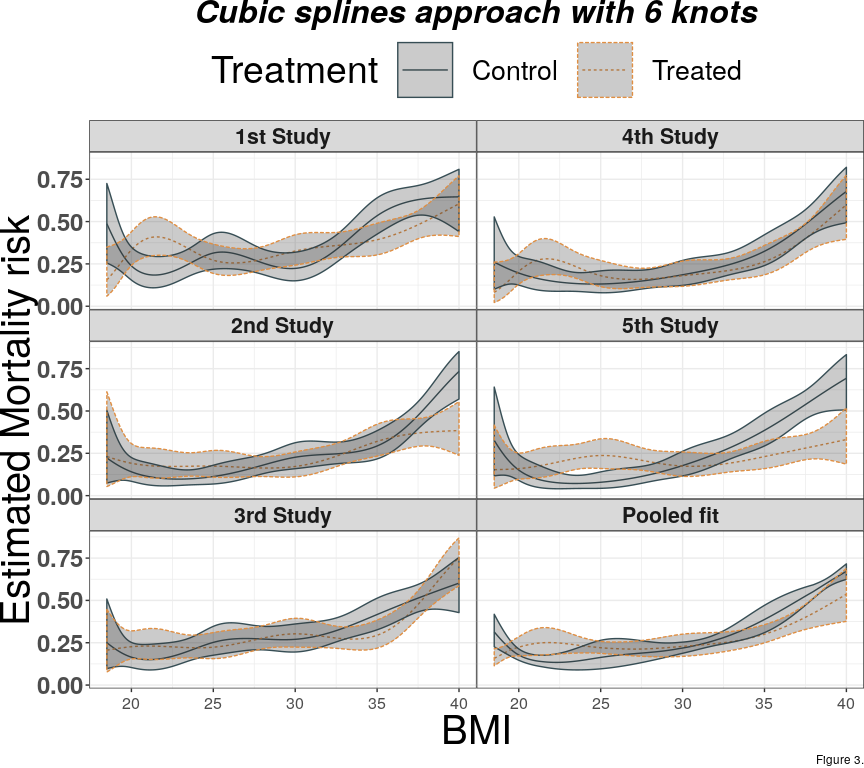 Cubic splines approach with 6 knots
Treatment Control Treated
Estimated Mortality risk
1st Study 4th Study
0.75
0.50
0.25
0.00
2nd Study 5th Study
0.75
0.50
0.25
0.00
3rd Study Pooled fit
0.75
0.50
0.25
0.00
20 25 30 35 40 20 25 30 35 40
BMI
Figure 3.